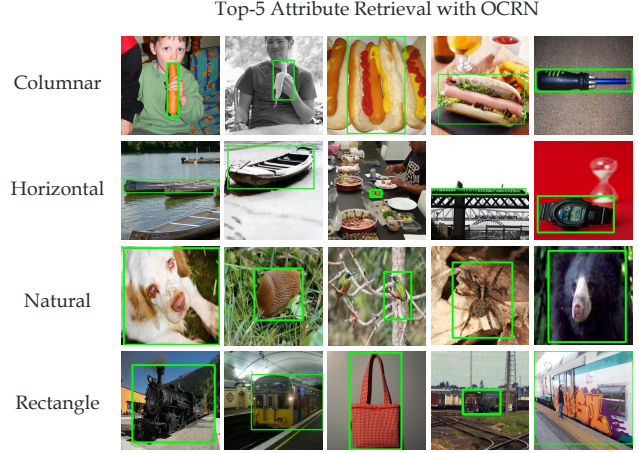 Top-5 Attribute Retrieval with OCRN
Columnar
Horizontal
Natural
Rectangle